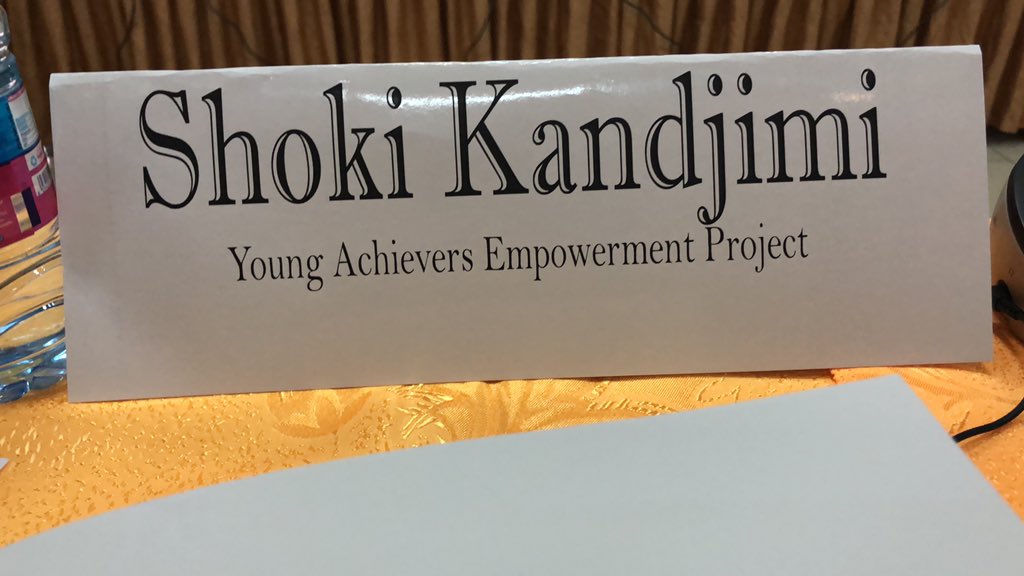 Shoki Kandjimi
Young Achievers Empowerment Project